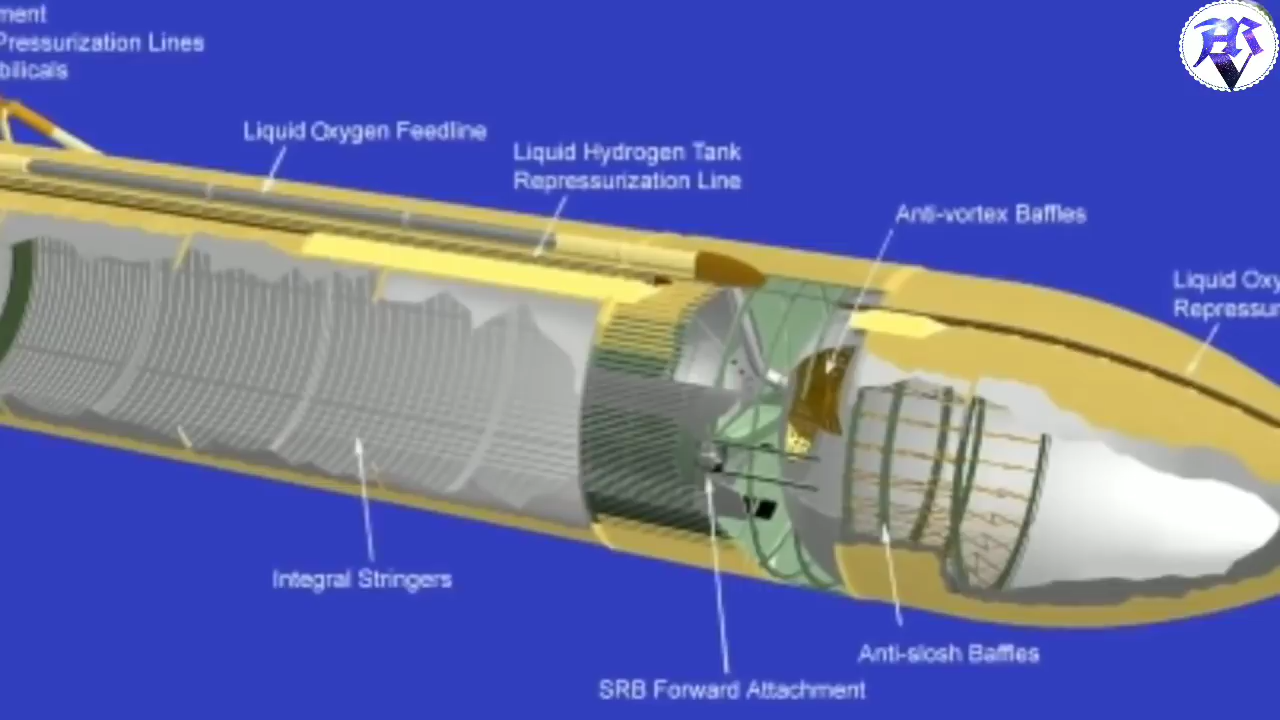 ment
Pressurization Lines
bilicals
Liquid Oxygen Feedline
Liquid Hydrogen Tank
Repressurization Line
Anti-vortex Baffles
Liquid Oxy
Repressur
Integral Stringers
Anti-slosh Baffles
SRB Forward Attachment